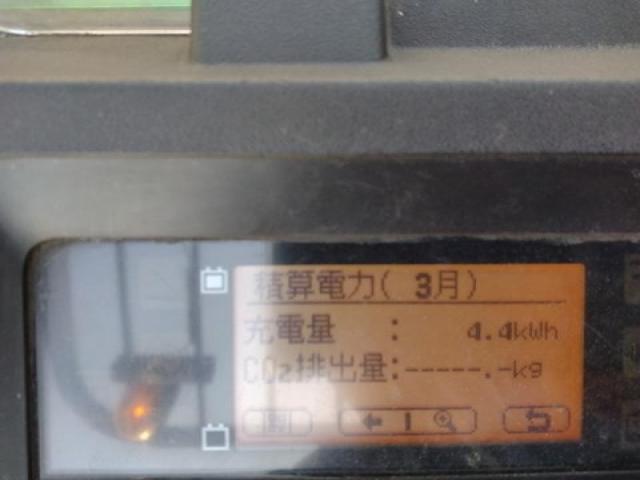 積算電力( 3月)
充電量 : 4.4kWh
CO₂排出量:-----.-kg